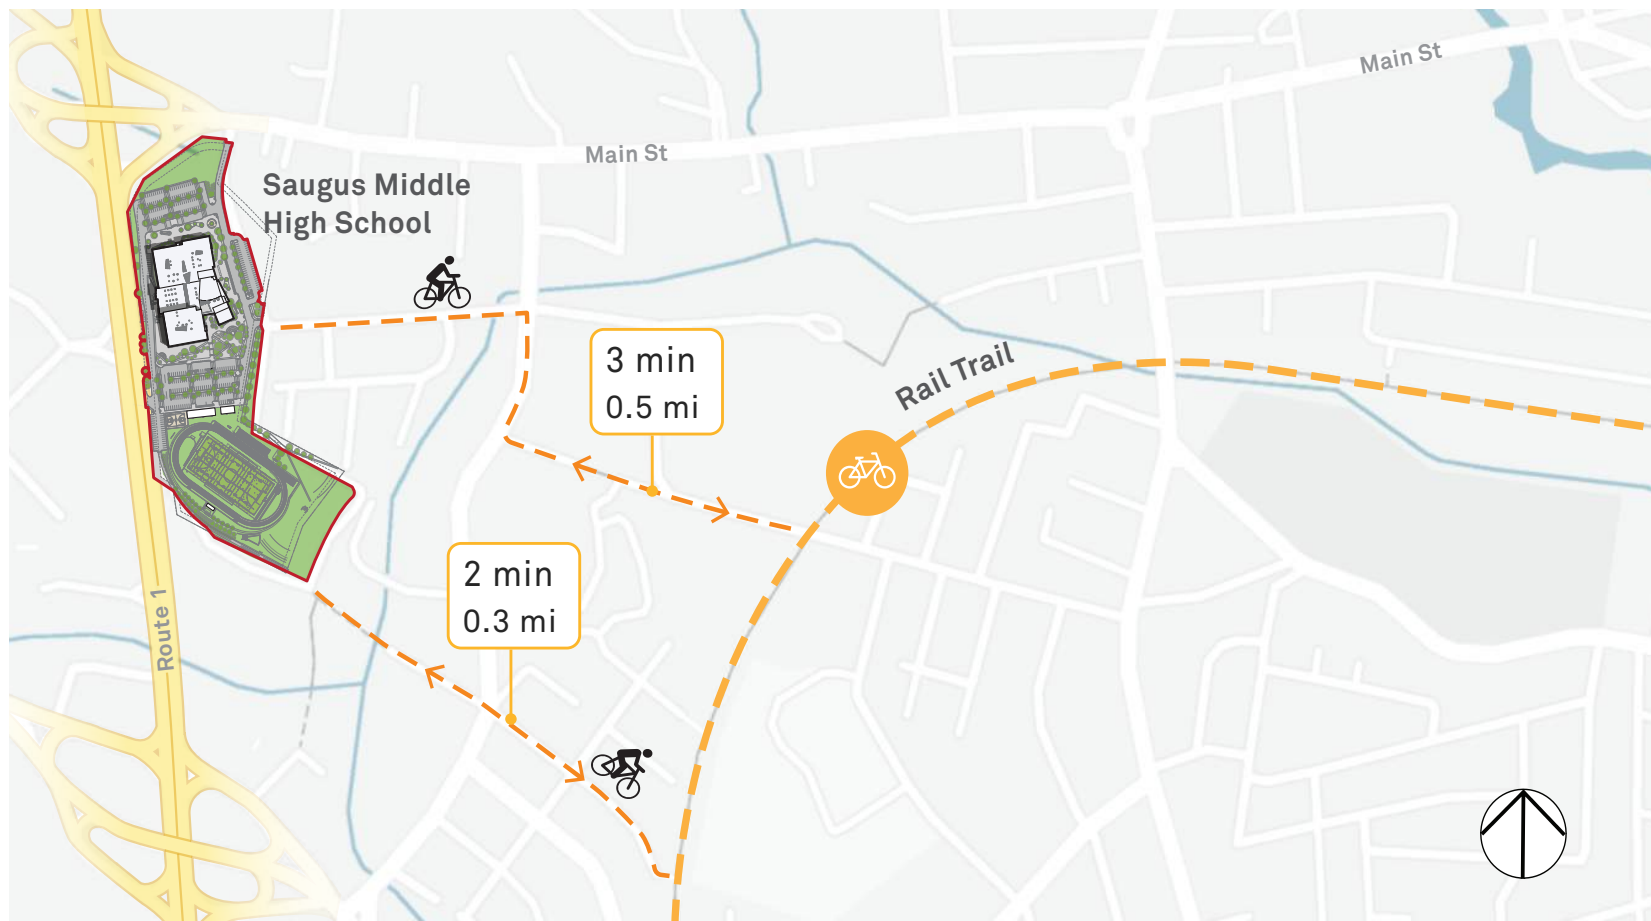 Main St
Main St
Saugus Middle
High School
3 min
0.5 mi
Rail Trail
2 min
0.3 mi
Route 1